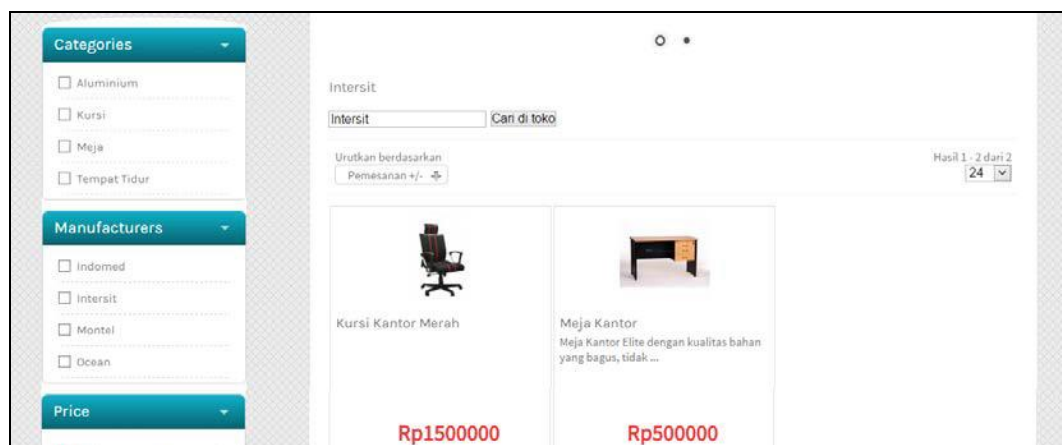 Categories
Aluminium
Kursi
Meja
Tempat Tidur
Manufacturers
Indomed
Intersit
Montel
Ocean
Price
Intersit
Intersit Cari di toko
Urutkan berdasarkan
Pemesanan +/-
Hasil 1 - 2 dari 2
24
Kursi Kantor Merah
Rp1500000
Meja Kantor
Meja Kantor Elite dengan kualitas bahan
yang bagus, tidak ...
Rp500000